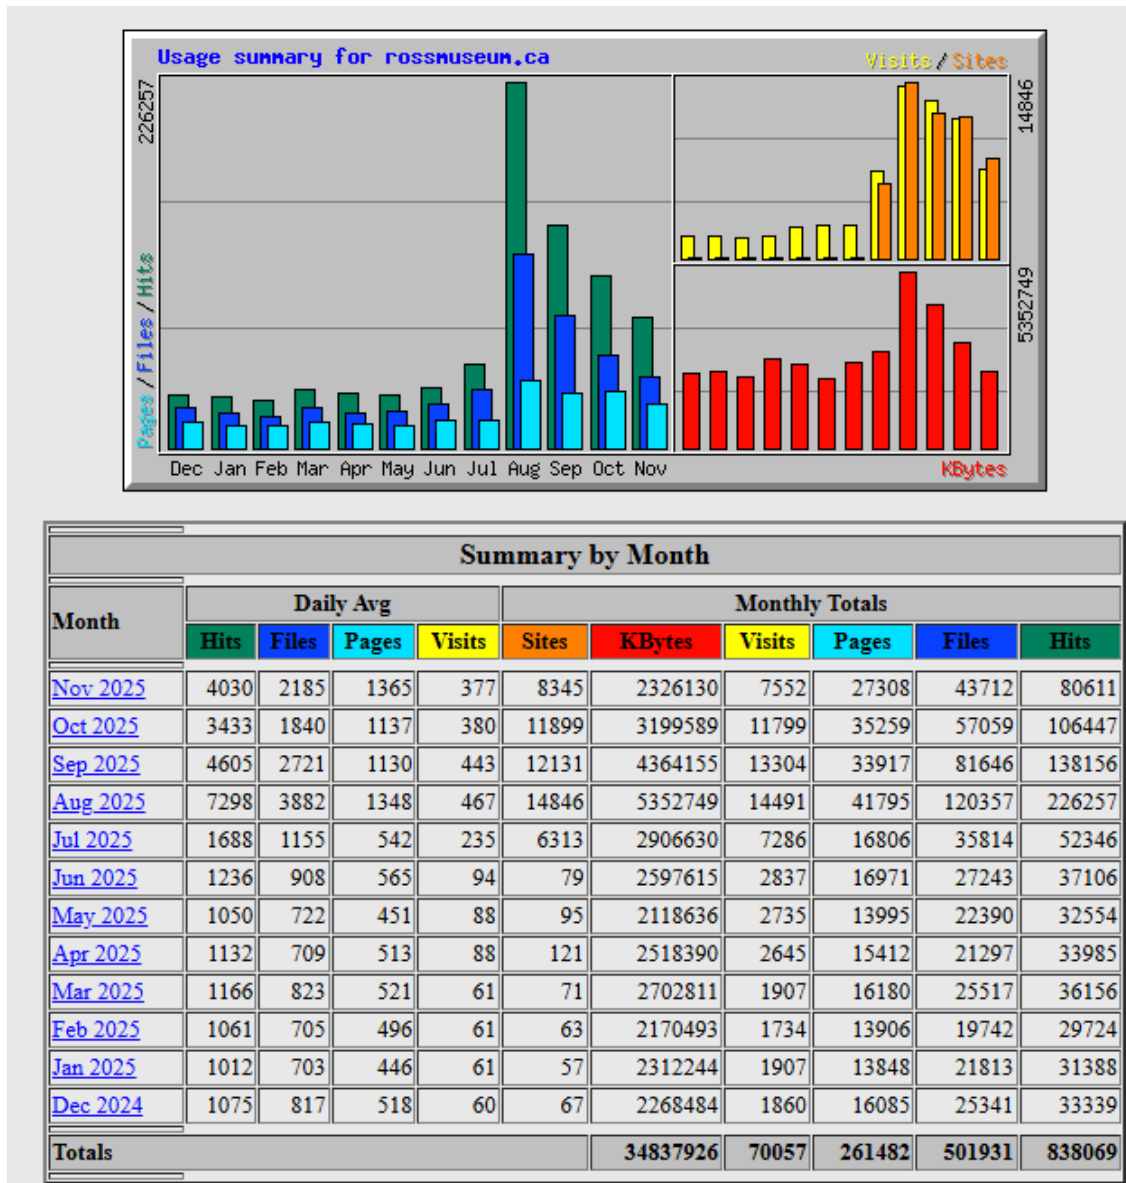 Usage summary for rossmuseum.ca
Visits / Sites
226257
14846
Pages / Files / Hits
5352749
Dec Jan Feb Mar Apr May Jun Jul Aug Sep Oct Nov
KBytes
Summary by Month
Month Daily Avg Monthly Totals
Hits Files Pages Visits Sites KBytes Visits Pages Files Hits
Nov 2025 4030 2185 1365 377 8345 2326130 7552 27308 43712 80611
Oct 2025 3433 1840 1137 380 11899 3199589 11799 35259 57059 106447
Sep 2025 4605 2721 1130 443 12131 4364155 13304 33917 81646 138156
Aug 2025 7298 3882 1348 467 14846 5352749 14491 41795 120357 226257
Jul 2025 1688 1155 542 235 6313 2906630 7286 16806 35814 52346
Jun 2025 1236 908 565 94 79 2597615 2837 16971 27243 37106
May 2025 1050 722 451 88 95 2118636 2735 13995 22390 32554
Apr 2025 1132 709 513 88 121 2518390 2645 15412 21297 33985
Mar 2025 1166 823 521 61 71 2702811 1907 16180 25517 36156
Feb 2025 1061 705 496 61 63 2170493 1734 13906 19742 29724
Jan 2025 1012 703 446 61 57 2312244 1907 13848 21813 31388
Dec 2024 1075 817 518 60 67 2268484 1860 16085 25341 33339
Totals 34837926 70057 261482 501931 838069